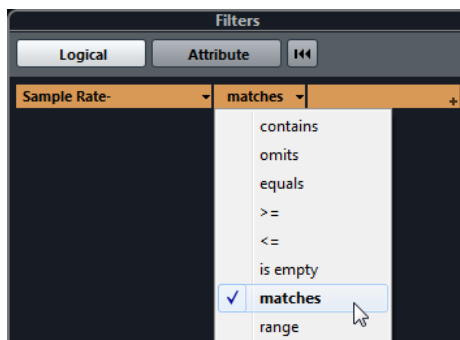 Filters
Logical Attribute
Sample Rate- matches +
contains
omits
equals
>=
<=
is empty
✓ matches
range